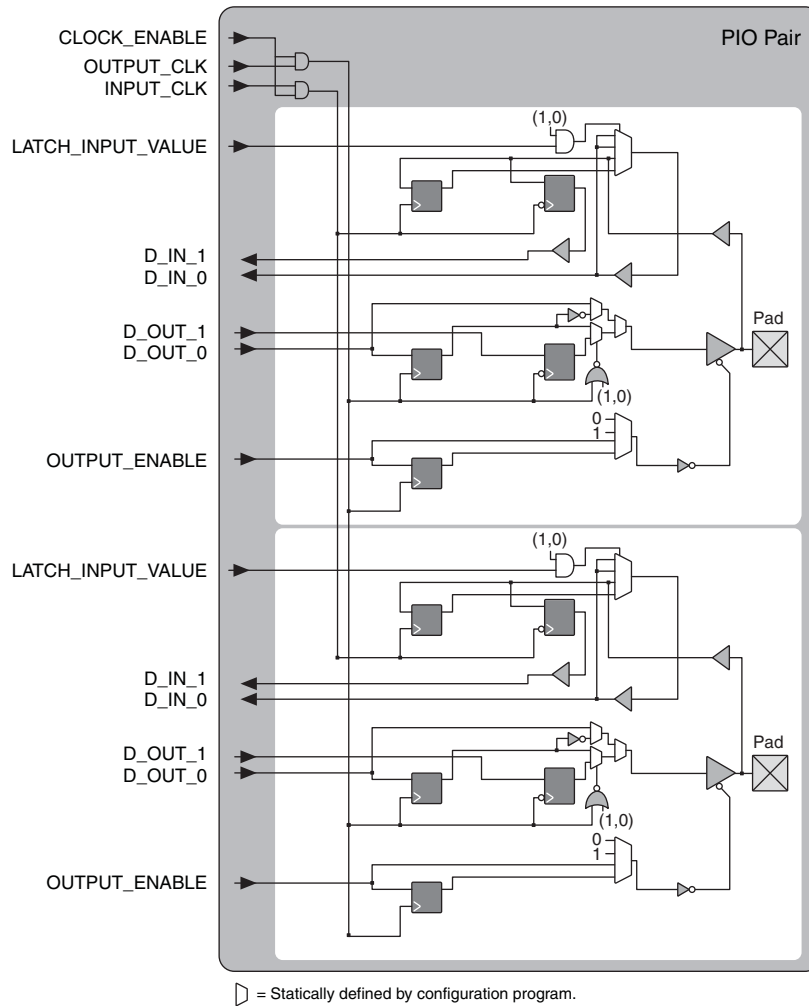 PIO Pair
CLOCK_ENABLE
OUTPUT_CLK
INPUT_CLK
(1,0)
LATCH_INPUT_VALUE
D_IN_1
D_IN_0
Pad
D_OUT_1
D_OUT_0
(1,0)
0
1
OUTPUT_ENABLE
(1,0)
LATCH_INPUT_VALUE
D_IN_1
D_IN_0
Pad
D_OUT_1
D_OUT_0
(1,0)
0
1
OUTPUT_ENABLE
= Statically defined by configuration program.